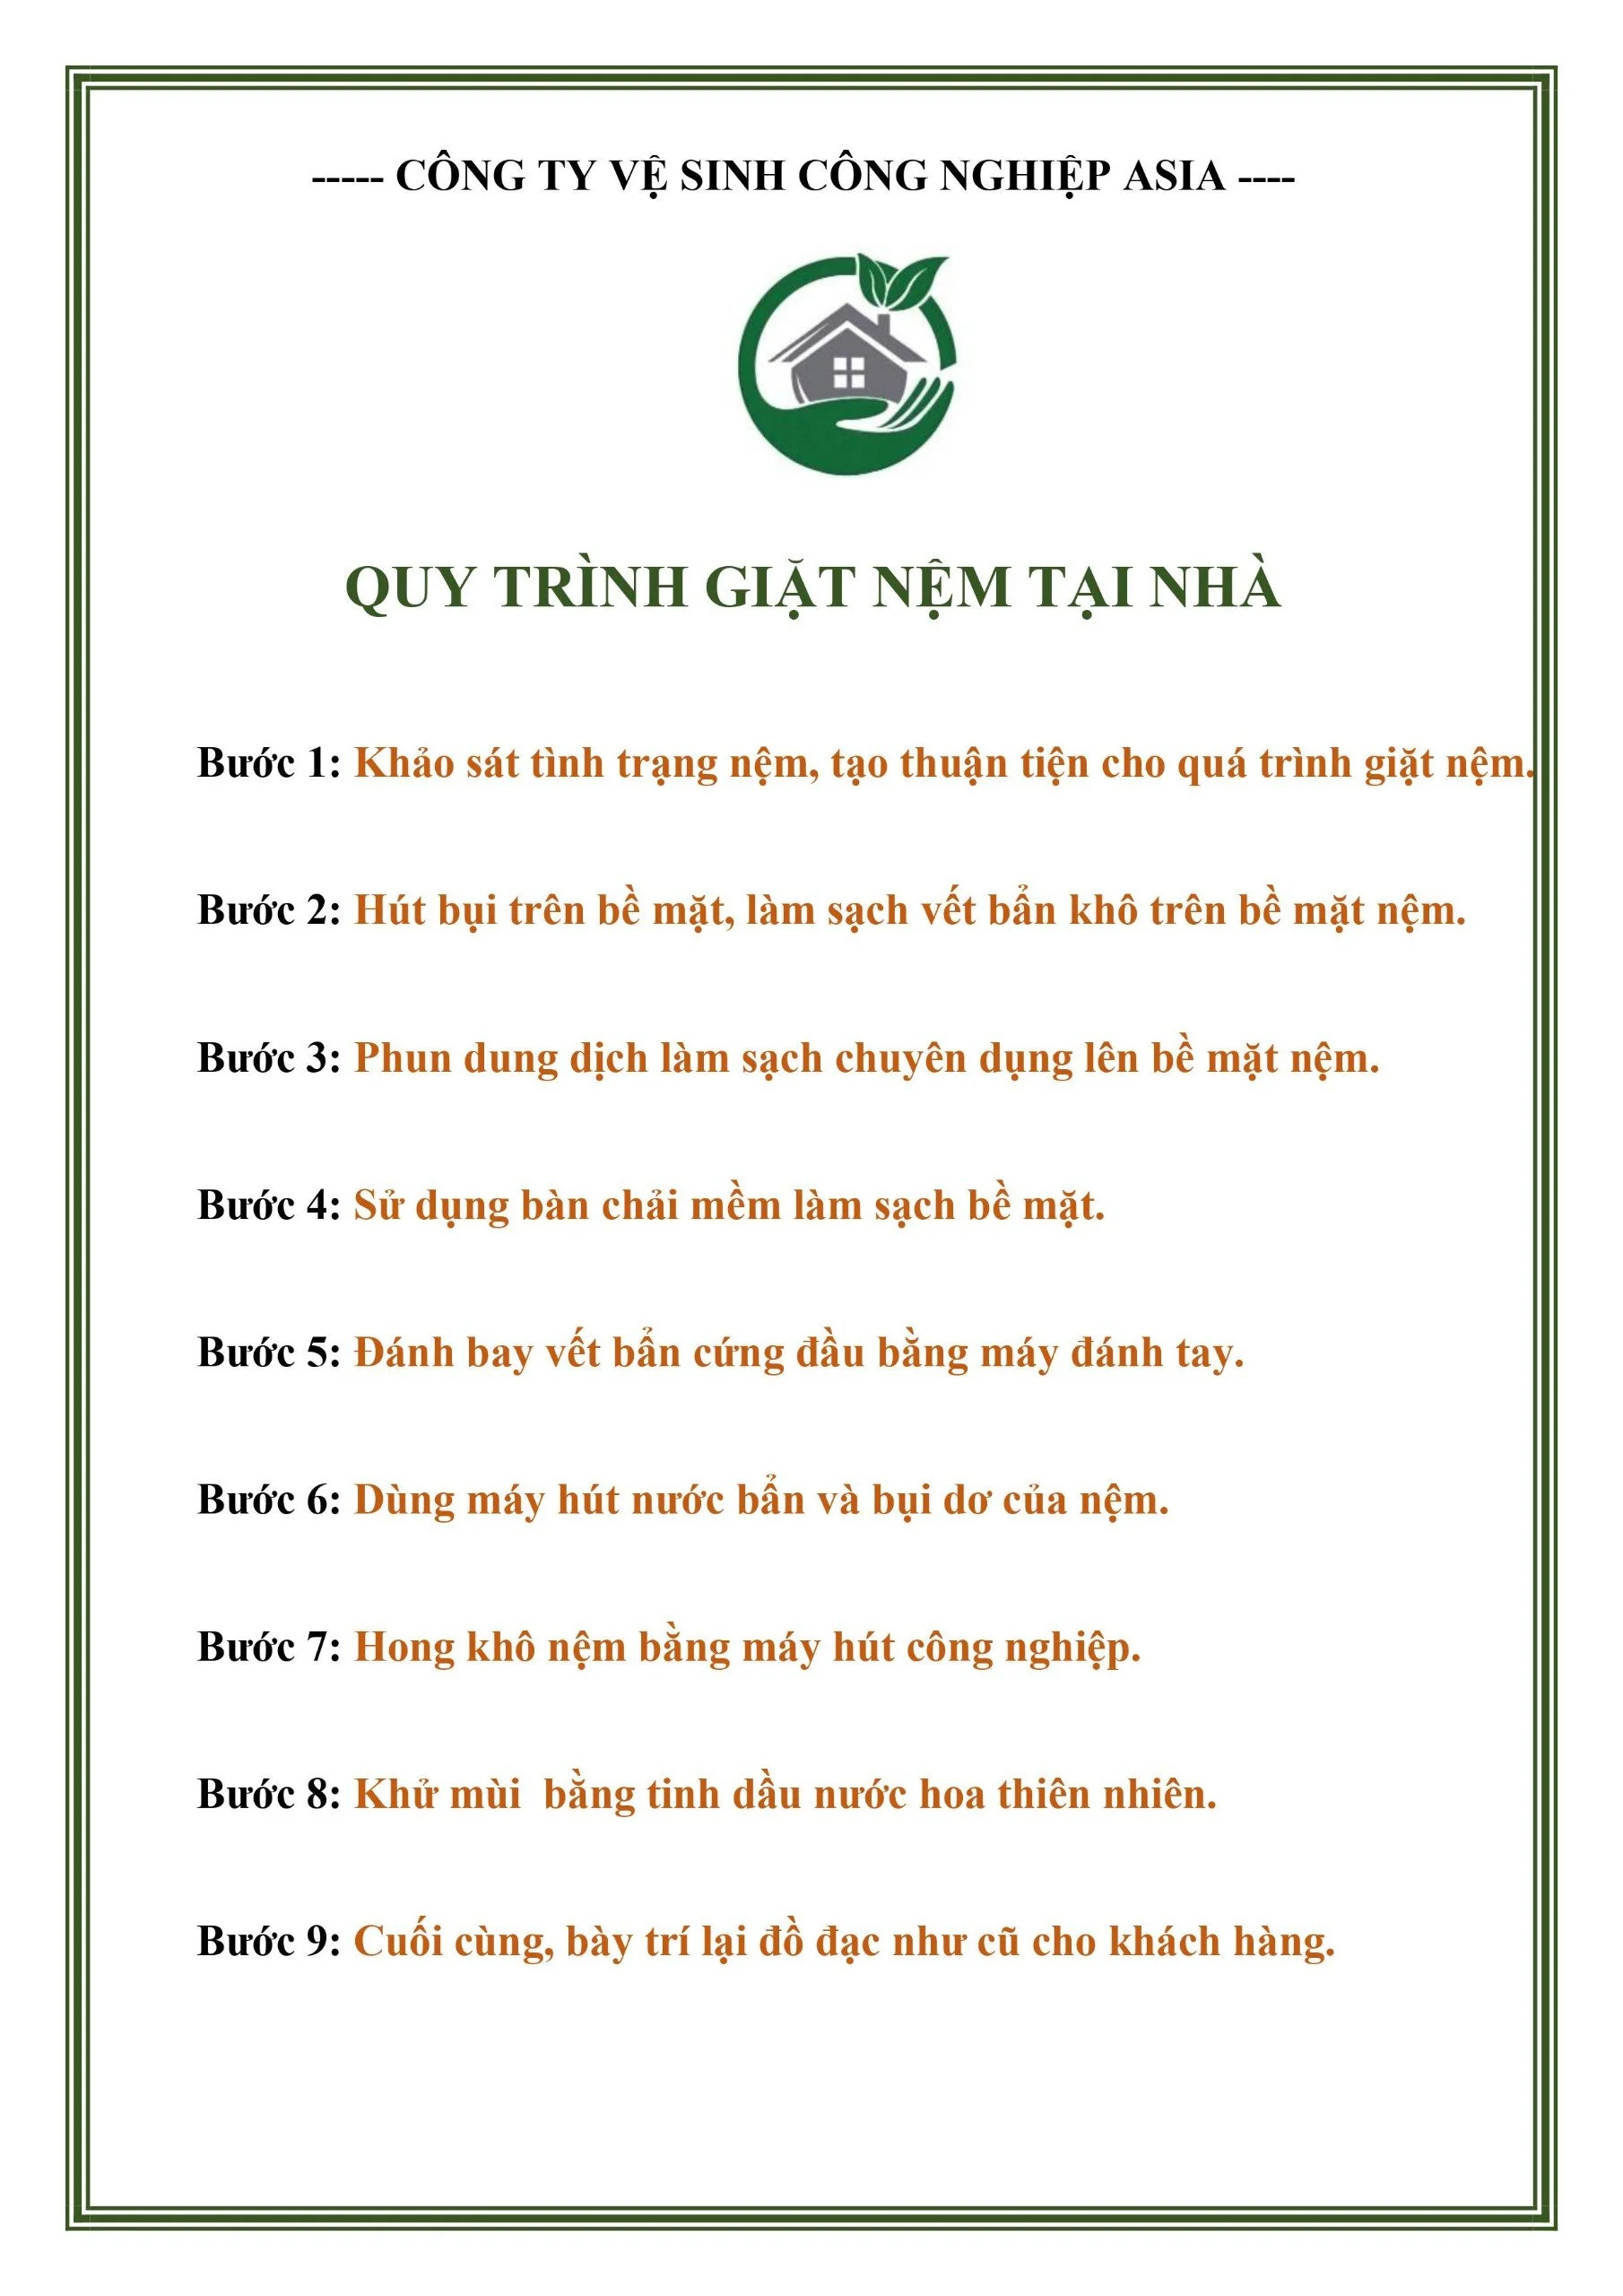 ----- CÔNG TY VỆ SINH CÔNG NGHIỆP ASIA ----
QUY TRÌNH GIẶT NỆM TẠI NHÀ
Bước 1: Khảo sát tình trạng nệm, tạo thuận tiện cho quá trình giặt nệm.
Bước 2: Hút bụi trên bề mặt, làm sạch vết bẩn khô trên bề mặt nệm.
Bước 3: Phun dung dịch làm sạch chuyên dụng lên bề mặt nệm.
Bước 4: Sử dụng bàn chải mềm làm sạch bề mặt.
Bước 5: Đánh bay vết bẩn cứng đầu bằng máy đánh tay.
Bước 6: Dùng máy hút nước bẩn và bụi dơ của nệm.
Bước 7: Hong khô nệm bằng máy hút công nghiệp.
Bước 8: Khử mùi  bằng tinh dầu nước hoa thiên nhiên.
Bước 9: Cuối cùng, bày trí lại đồ đạc như cũ cho khách hàng.